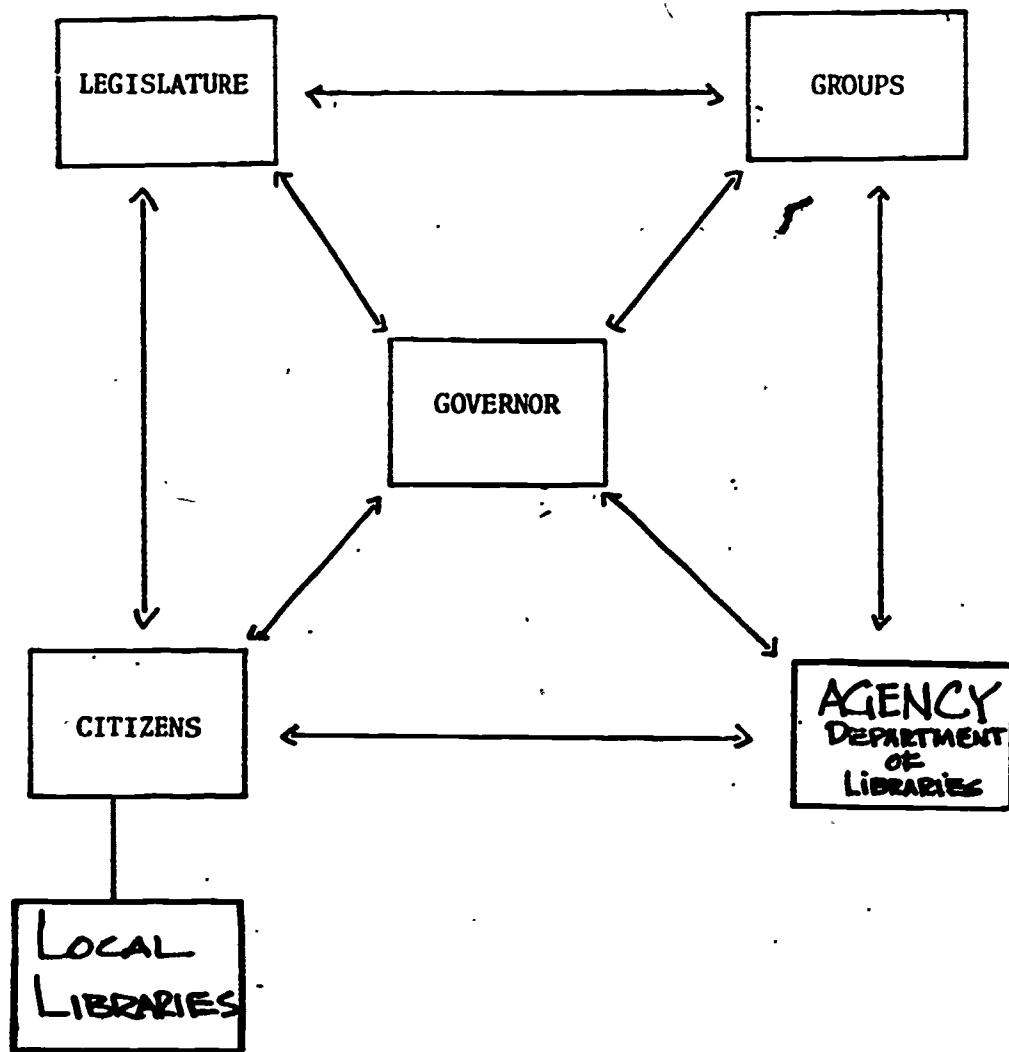 LEGISLATURE
GROUPS
GOVERNOR
CITIZENS
AGENCY
DEPARTMENT
OF
LIBRARIES
LOCAL
LIBRARIES